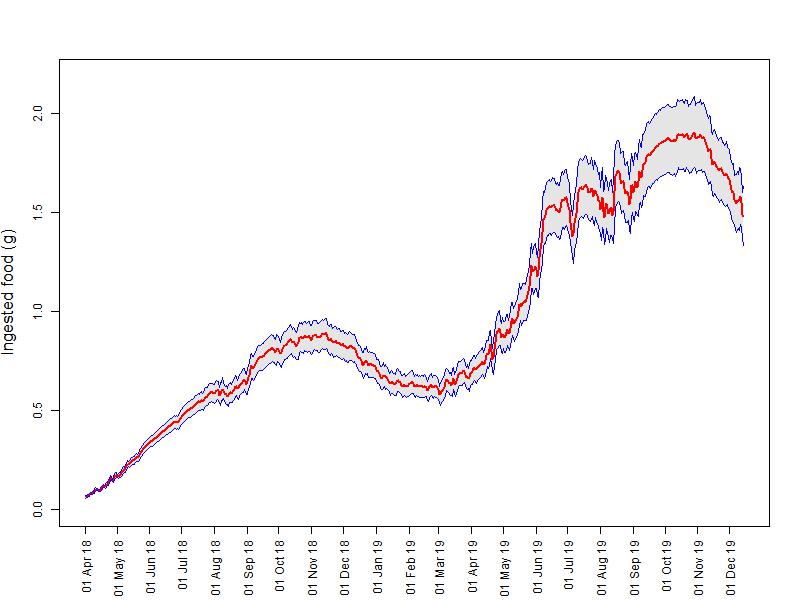 Ingested food (g)
2.0
1.5
1.0
0.5
0.0
01 Apr 18
01 May 18
01 Jun 18
01 Jul 18
01 Aug 18
01 Sep 18
01 Oct 18
01 Nov 18
01 Dec 18
01 Jan 19
01 Feb 19
01 Mar 19
01 Apr 19
01 May 19
01 Jun 19
01 Jul 19
01 Aug 19
01 Sep 19
01 Oct 19
01 Nov 19
01 Dec 19